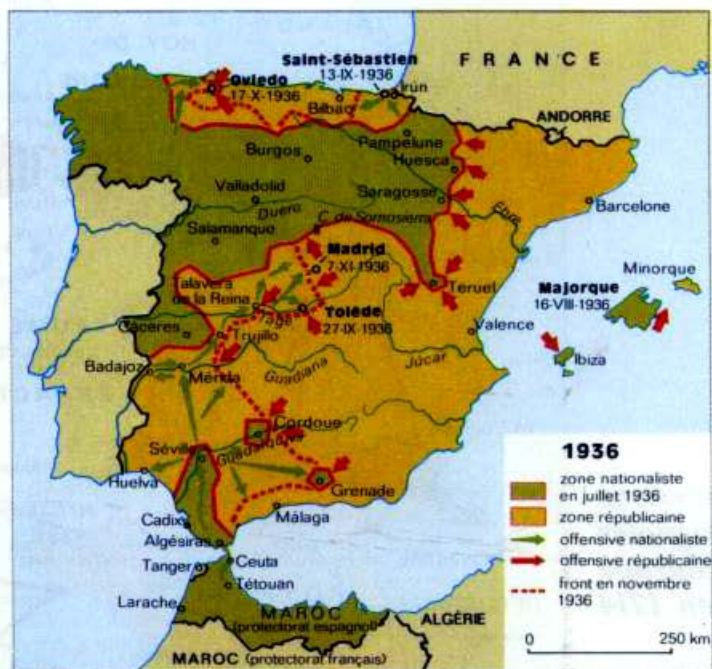 FRANCE
Saint-Sébastien
13-IX-1936
Oviedo
17-X-1936
Irún
Bilbao
ANDORRE
Pampelune
Burgos
Huesca
Valladolid
Saragosse
Duero
Ebre
Barcelone
C. de Somosierra
Salamanque
Madrid
7-XI-1936
Minorque
Talavera
de la Reina
Teruel
Majorque
16-VIII-1936
Tolède
27-IX-1936
Tage
Cáceres
Trujillo
Valence
Ibiza
Júcar
Badajoz
Mérida
Guadiana
Cordoue
Séville
Guadalquivir
Huelva
Grenade
Málaga
Cadix
Algésiras
Tanger
Ceuta
Tétouan
Larache
MAROC
(protectorat espagnol)
ALGÉRIE
MAROC (protectorat français)
1936
zone nationaliste
en juillet 1936
zone républicaine
offensive nationaliste
offensive républicaine
front en novembre
1936
0 250 km